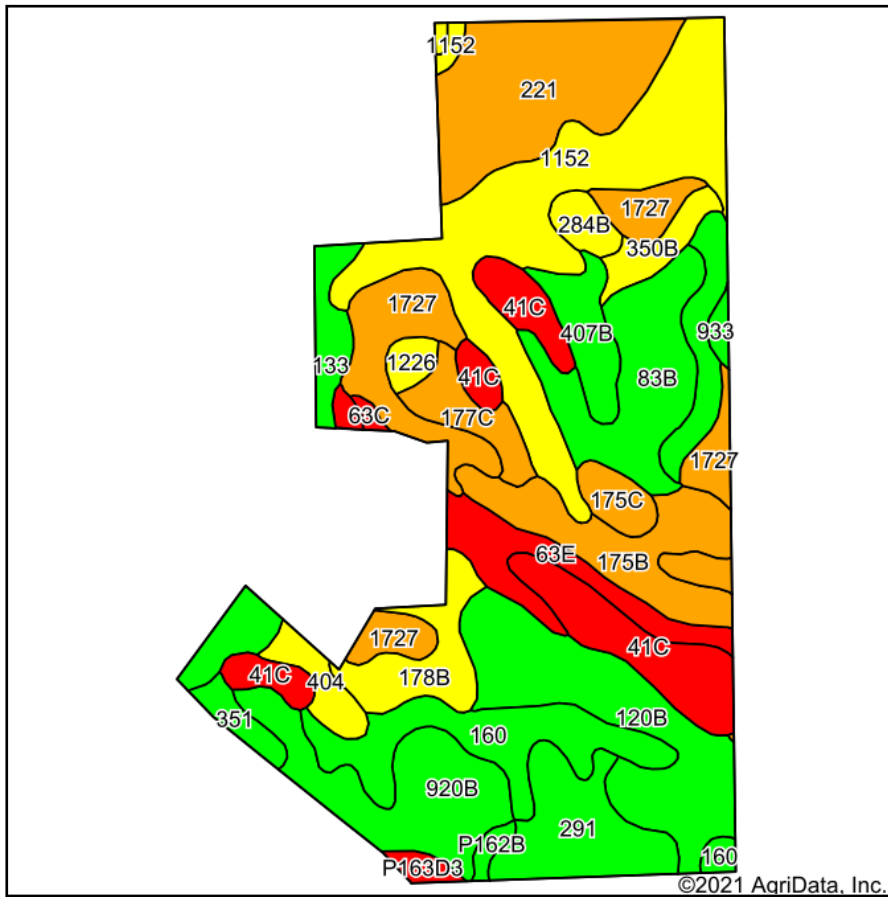 1152
221
1152
1727
284B
350B
1727
41C
407B
933
133
1226
41C
83B
63C
177C
1727
175C
63E
175B
1727
41C
41C
404
178B
351
120B
160
920B
291
P162B
160
P163D3
©2021 AgriData, Inc.